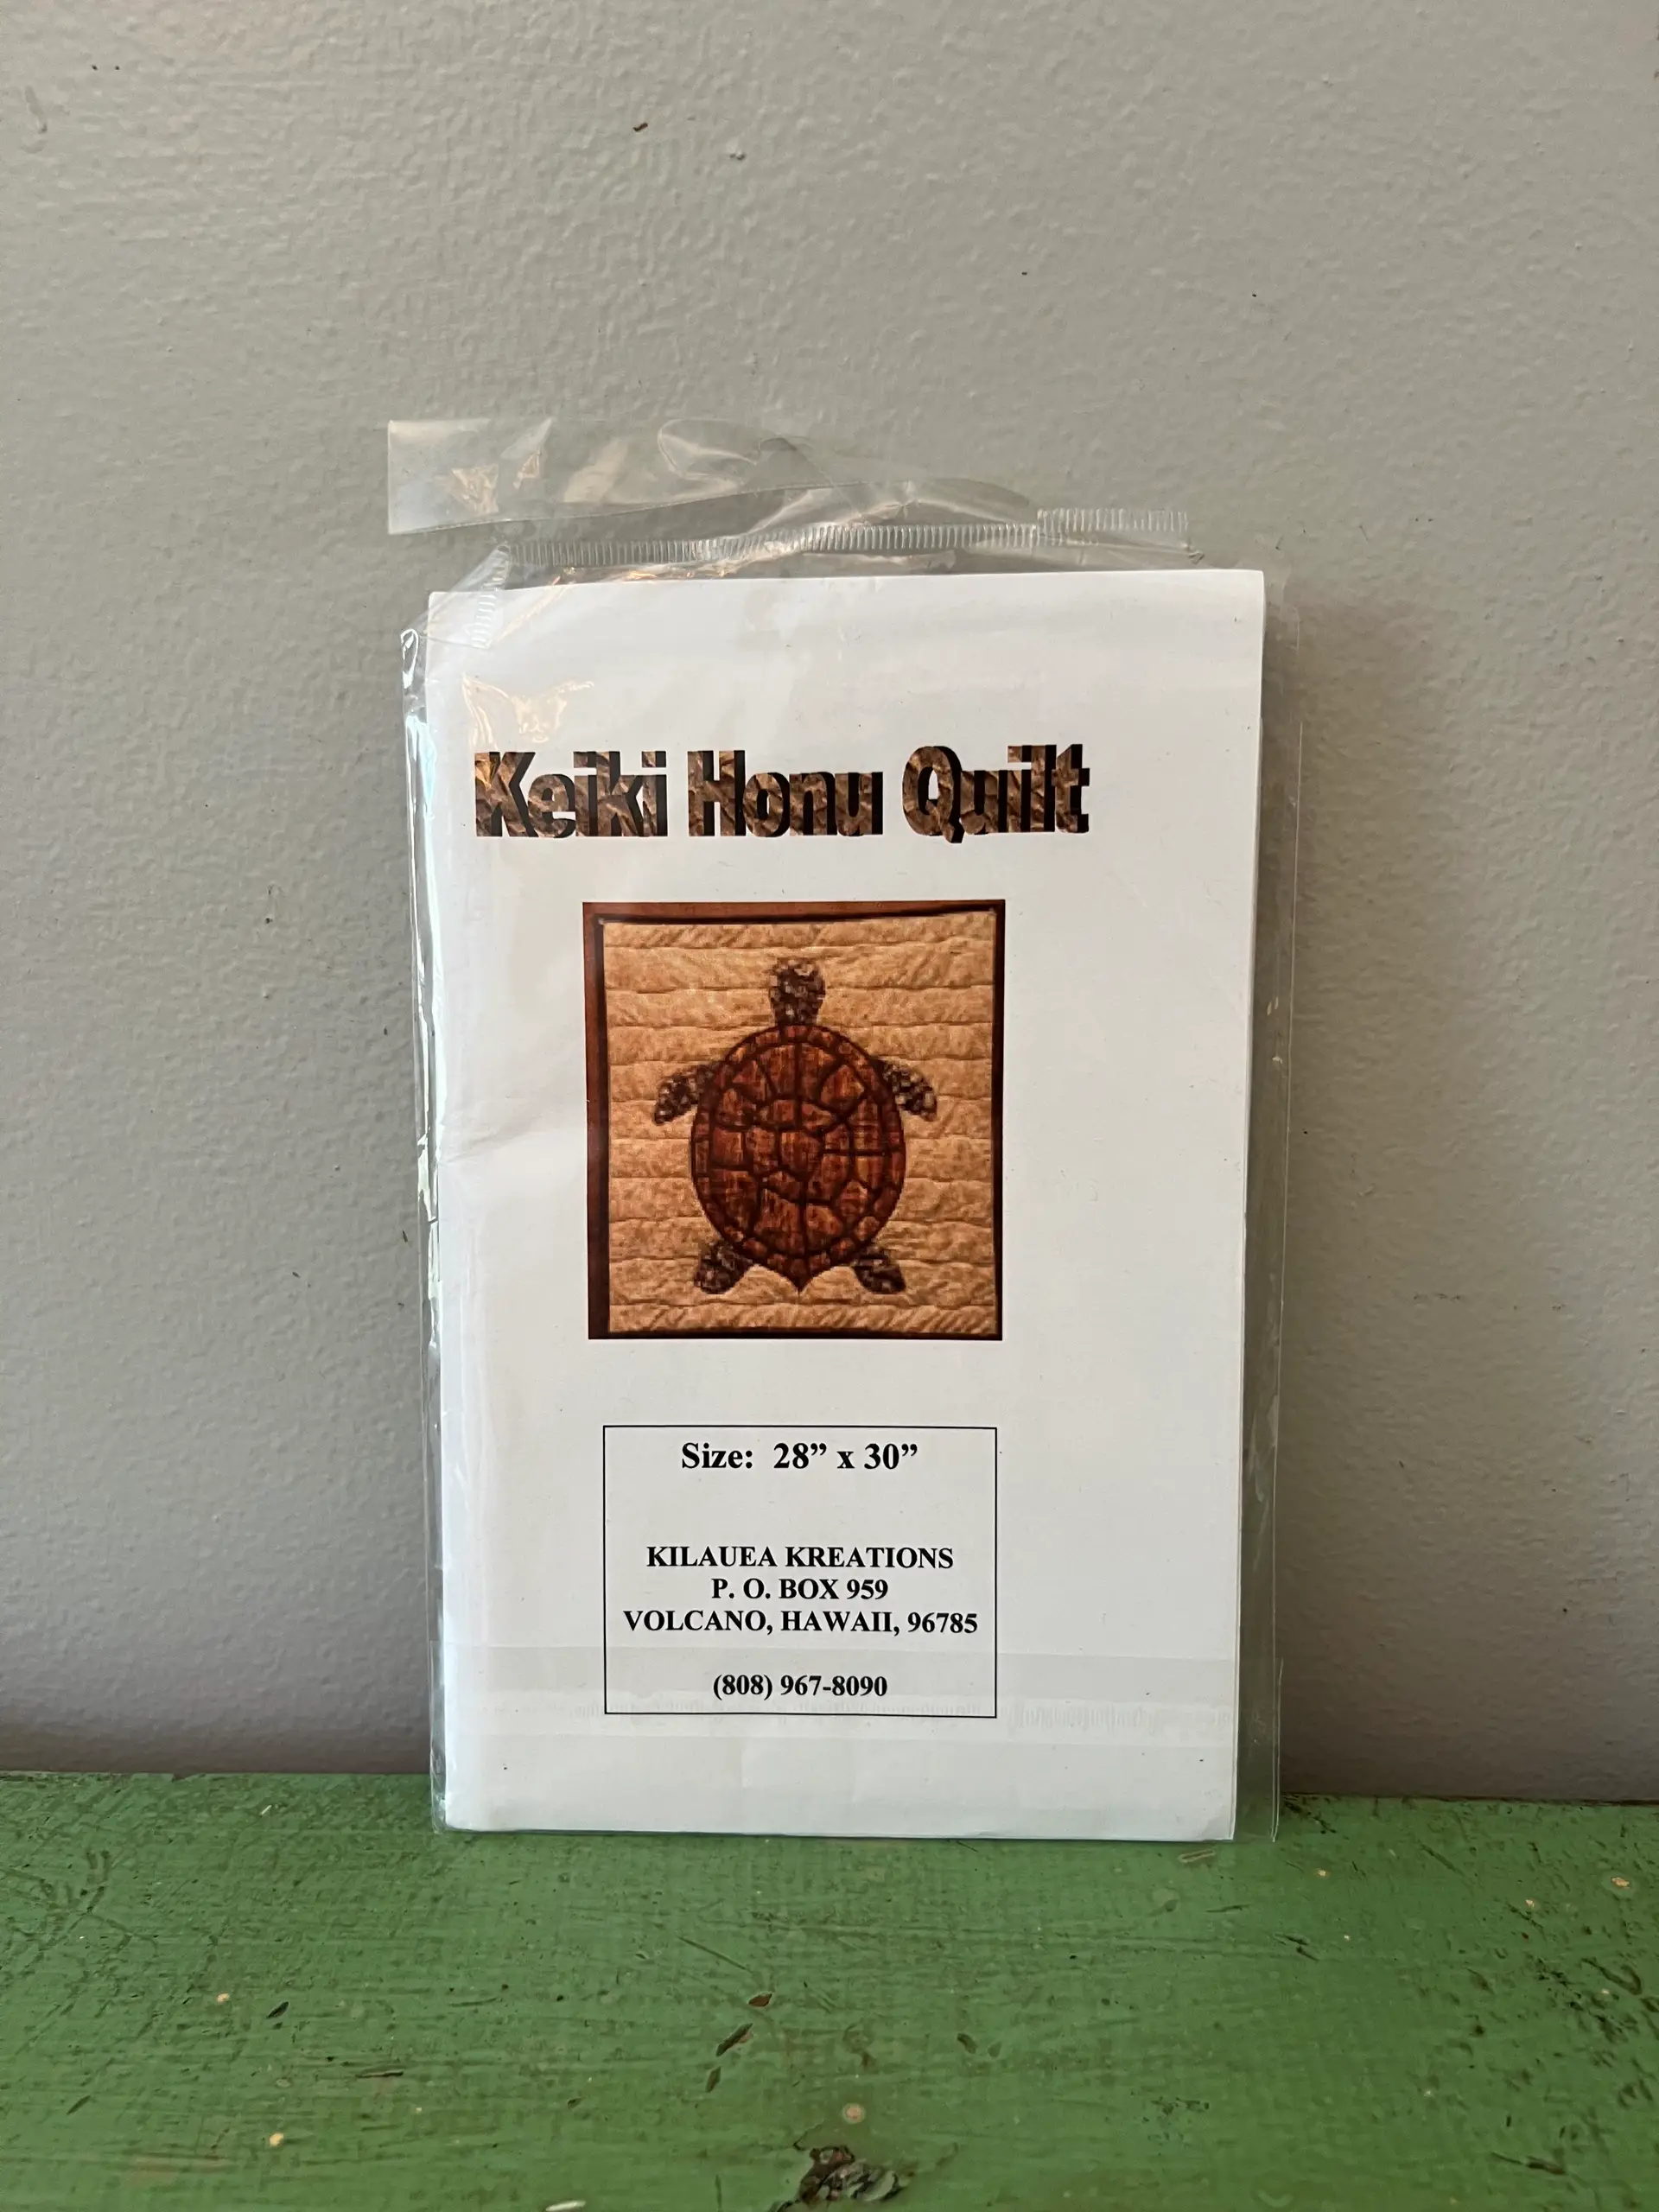 Keiki Honu Quilt
Size: 28” x 30”
KILAUEA KREATIONS
P. O. BOX 959
VOLCANO, HAWAII, 96785
(808) 967-8090